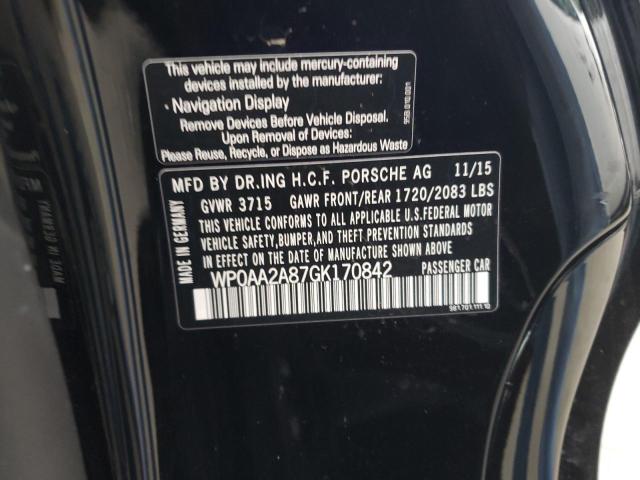 This vehicle may include mercury-containing
devices installed by the manufacturer:
• Navigation Display
Remove Devices Before Vehicle Disposal.
Upon Removal of Devices:
Please Reuse, Recycle, or Dispose as Hazardous Waste
MADE IN GERMANY
MFD BY DR.ING H.C.F. PORSCHE AG 11/15
GVWR 3715 GAWR FRONT/REAR 1720/2083 LBS
THIS VEHICLE CONFORMS TO ALL APPLICABLE U.S.FEDERAL MOTOR
VEHICLE SAFETY,BUMPER,AND THEFT PREVENTION STANDARDS
IN EFFECT ON THE DATE OF MANUFACTURE SHOWN ABOVE.
WP0AA2A87GK170842 PASSENGER CAR
981.701.111.10